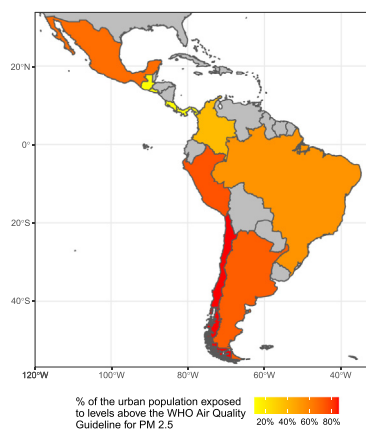 20°N
0°
20°S
40°S
120°W 100°W 80°W 60°W 40°W
% of the urban population exposed
to levels above the WHO Air Quality
Guideline for PM 2.5
20% 40% 60% 80%